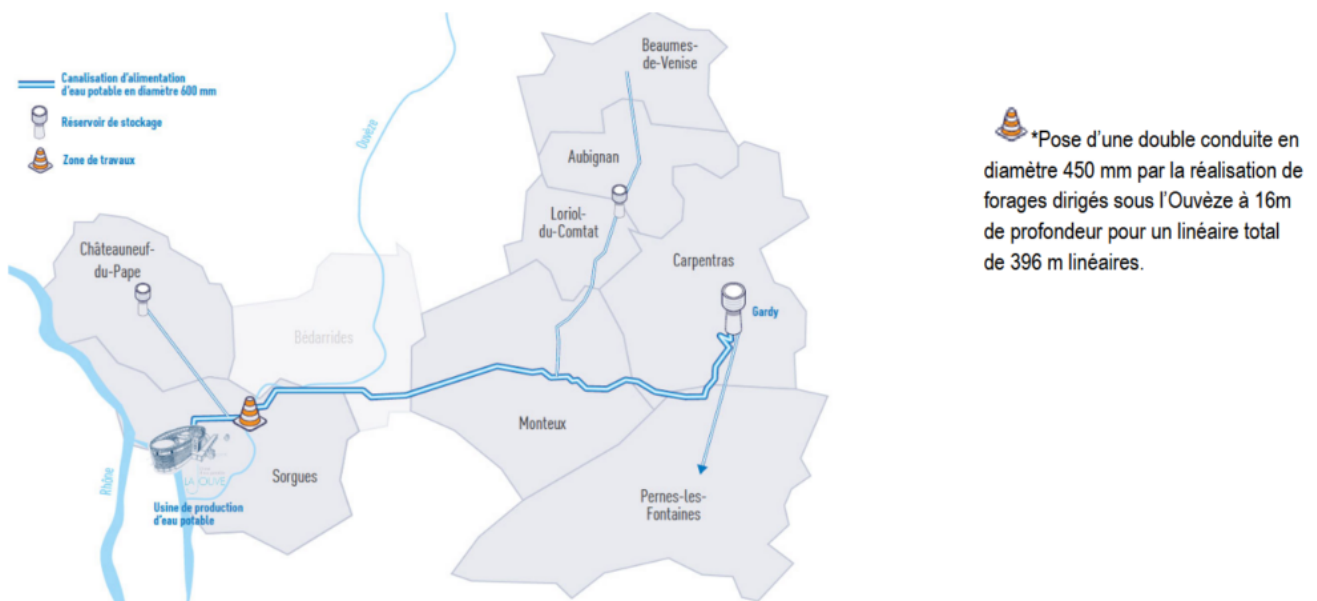 Canalisation d'alimentation
d'eau potable en diamètre 600 mm
Réservoir de stockage
Zone de travaux
Ouvèze
Beaumes-
de-Venise
Aubignan
Loriol-
du-Comtat
Châteauneuf-
du-Pape
Carpentras
Gardy
Bédarrides
Monteux
Sorgues
Rhône
LA JOUVE
Usine de production
d'eau potable
Pernes-les-
Fontaines
*Pose d'une double conduite en
diamètre 450 mm par la réalisation de
forages dirigés sous l'Ouvèze à 16m
de profondeur pour un linéaire total
de 396 m linéaires.